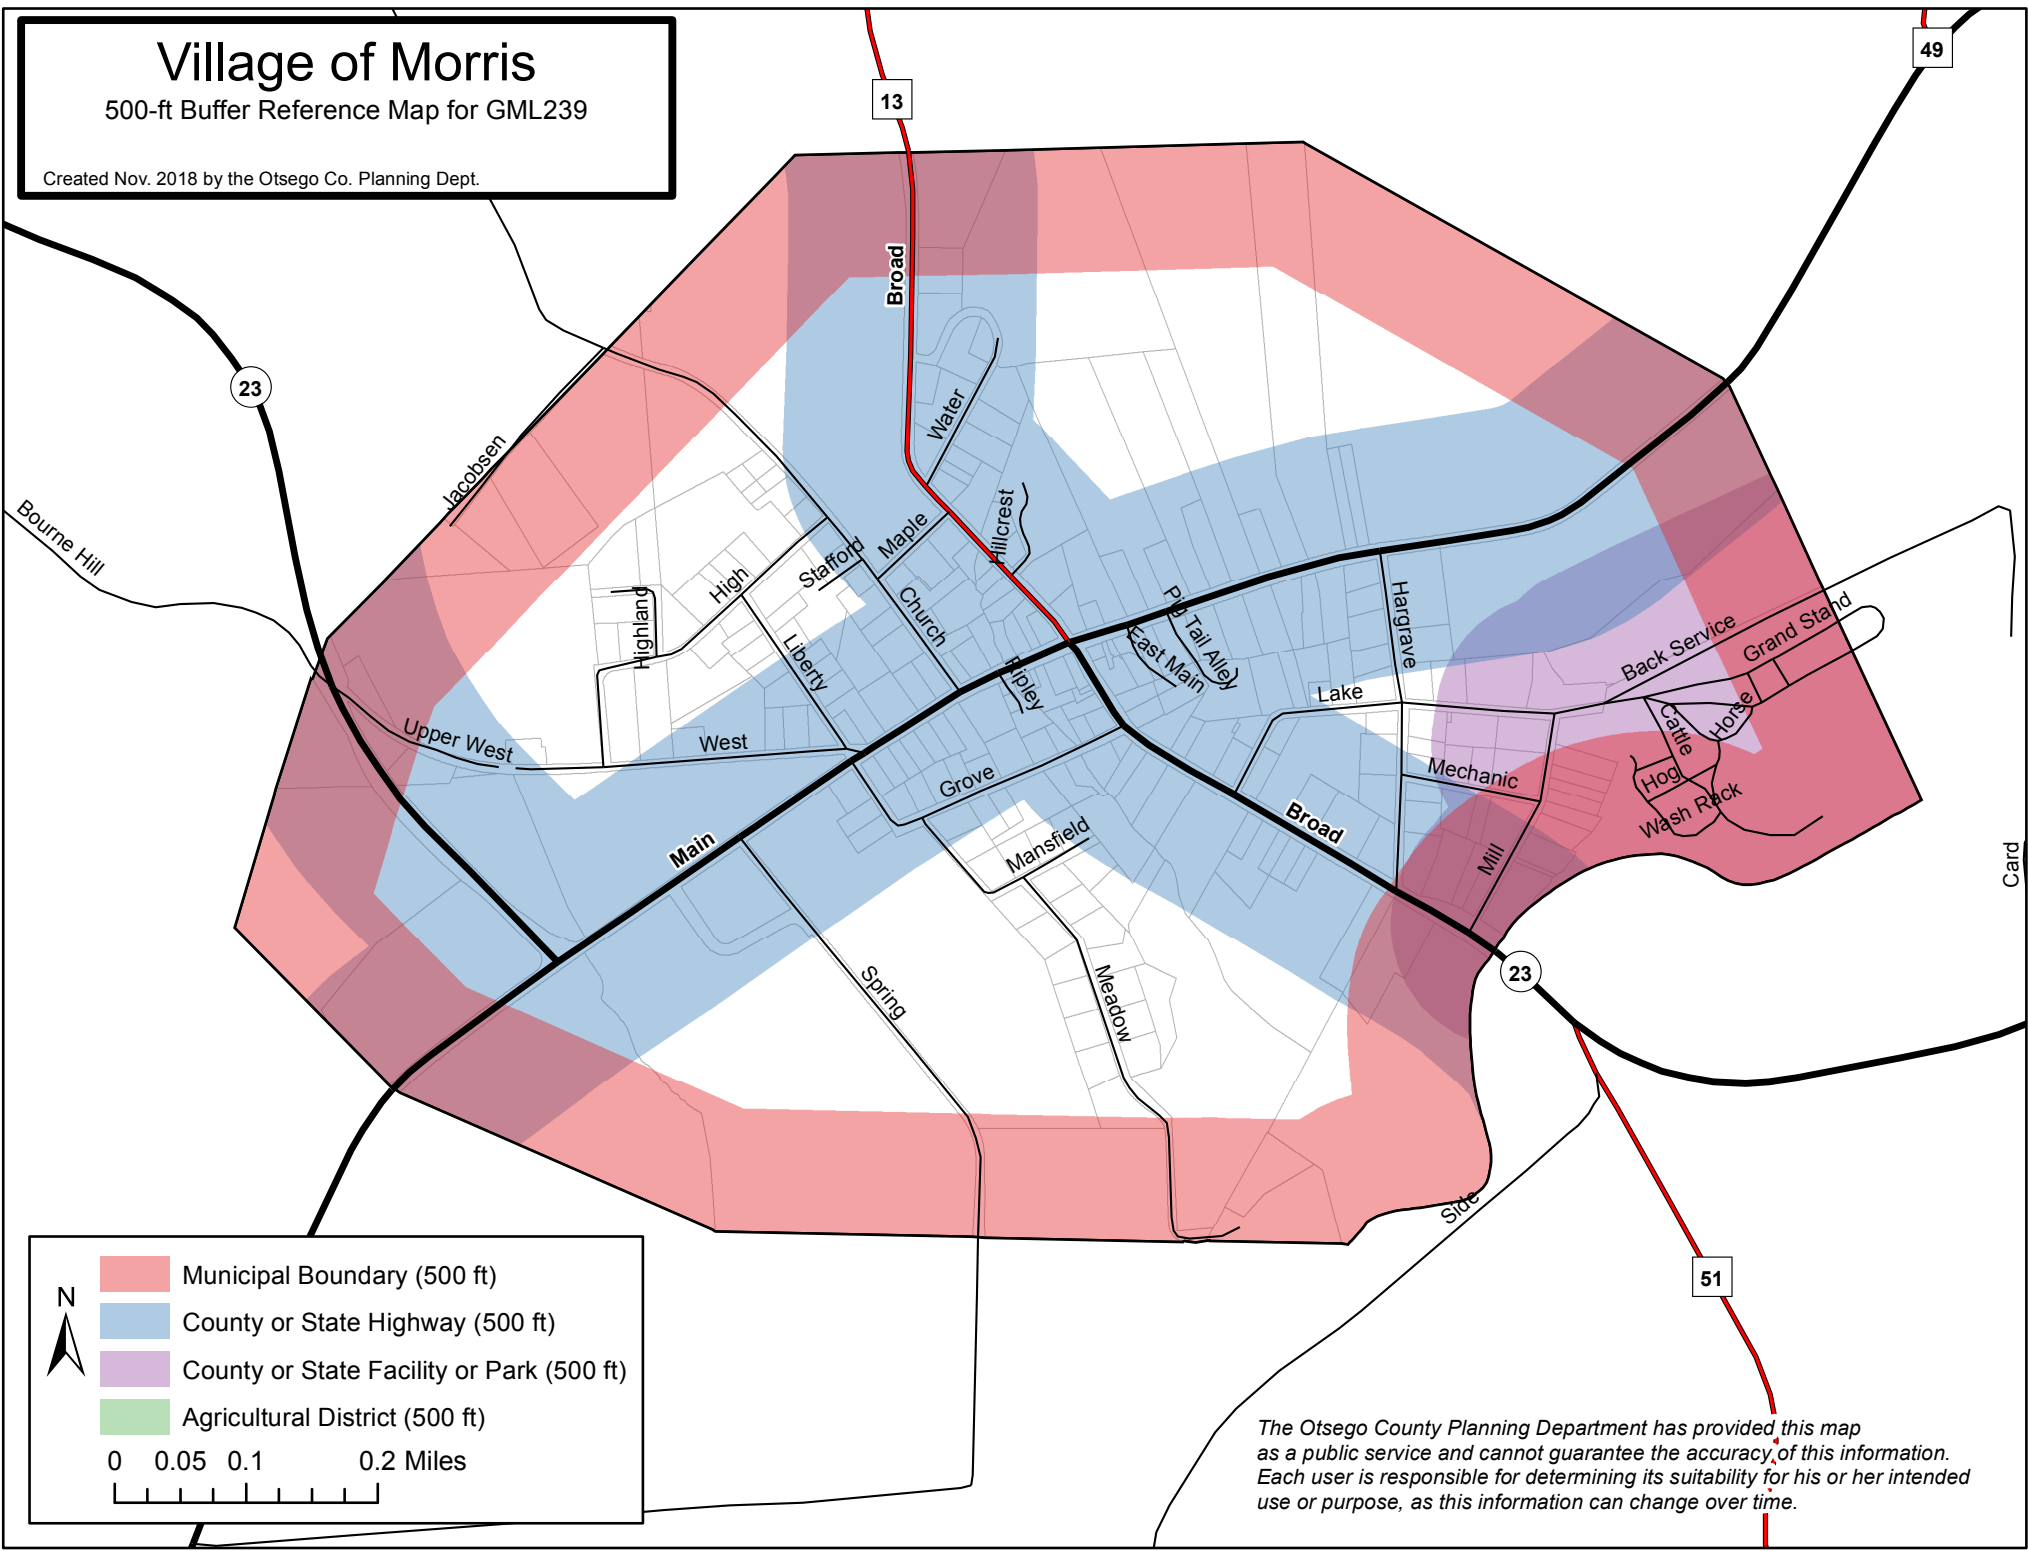 Village of Morris
500-ft Buffer Reference Map for GML239
Created Nov. 2018 by the Otsego Co. Planning Dept.
49
13
Broad
23
Water
Jacobsen
Bourne Hill
Maple
Hillcrest
Stafford
High
Highland
Church
Liberty
Pig Tail Alley
East Main
Hargrave
Ripley
Back Service
Grand Stand
Lake
Upper West
West
Cattle
Horse
Grove
Mechanic
Hog
Wash Rack
Main
Mansfield
Broad
Mill
Card
Spring
Meadow
23
Side
51
N
Municipal Boundary (500 ft)
County or State Highway (500 ft)
County or State Facility or Park (500 ft)
Agricultural District (500 ft)
0 0.05 0.1 0.2 Miles
The Otsego County Planning Department has provided this map
as a public service and cannot guarantee the accuracy of this information.
Each user is responsible for determining its suitability for his or her intended
use or purpose, as this information can change over time.